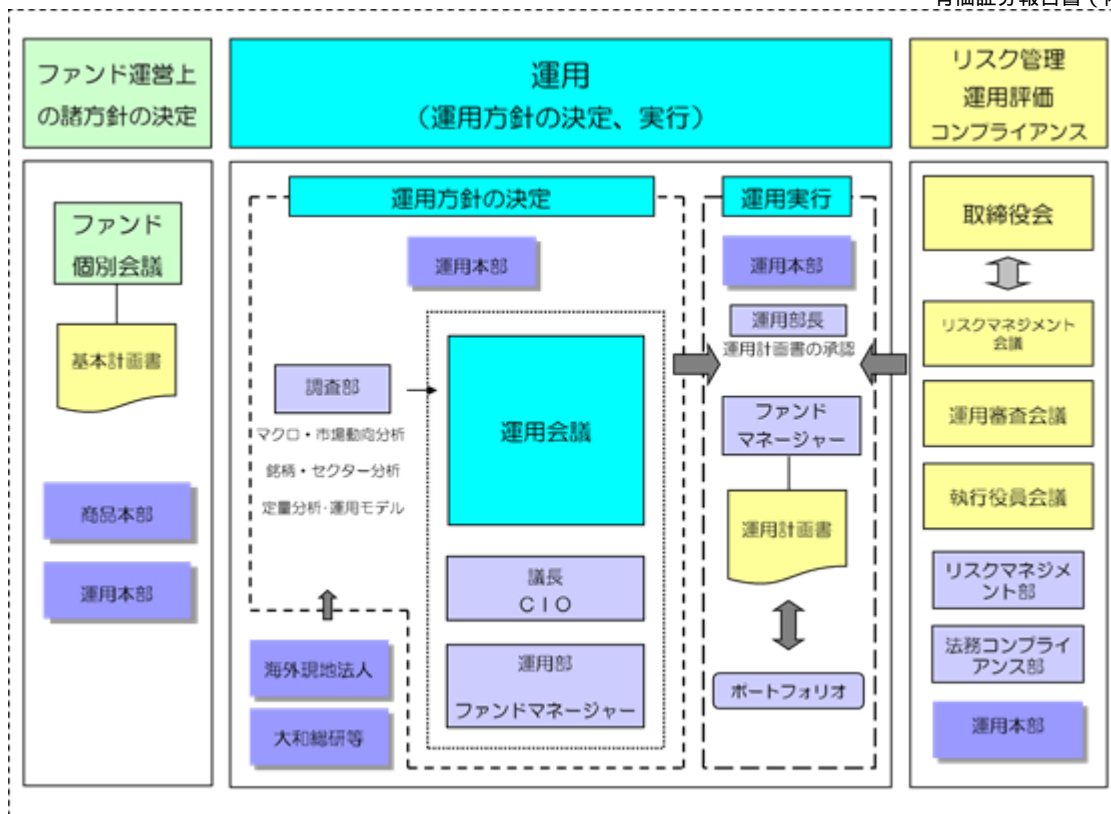 ファンド運営上
の諸方針の決定
運用
(運用方針の決定、実行)
リスク管理
運用評価
コンプライアンス
ファンド
個別会議
基本計画書
商品本部
運用本部
運用方針の決定
運用本部
調査部
マクロ・市場動向分析
銘柄・セクター分析
定量分析・運用モデル
運用会議
議長
CIO
運用部
ファンドマネージャー
海外現地法人
大和総研等
運用実行
運用本部
運用部長
運用計画書の承認
ファンド
マネージャー
運用計画書
ポートフォリオ
取締役会
リスクマネジメント
会議
運用審査会議
執行役員会議
リスクマネジメ
ント部
法務コンプライ
アンス部
運用本部